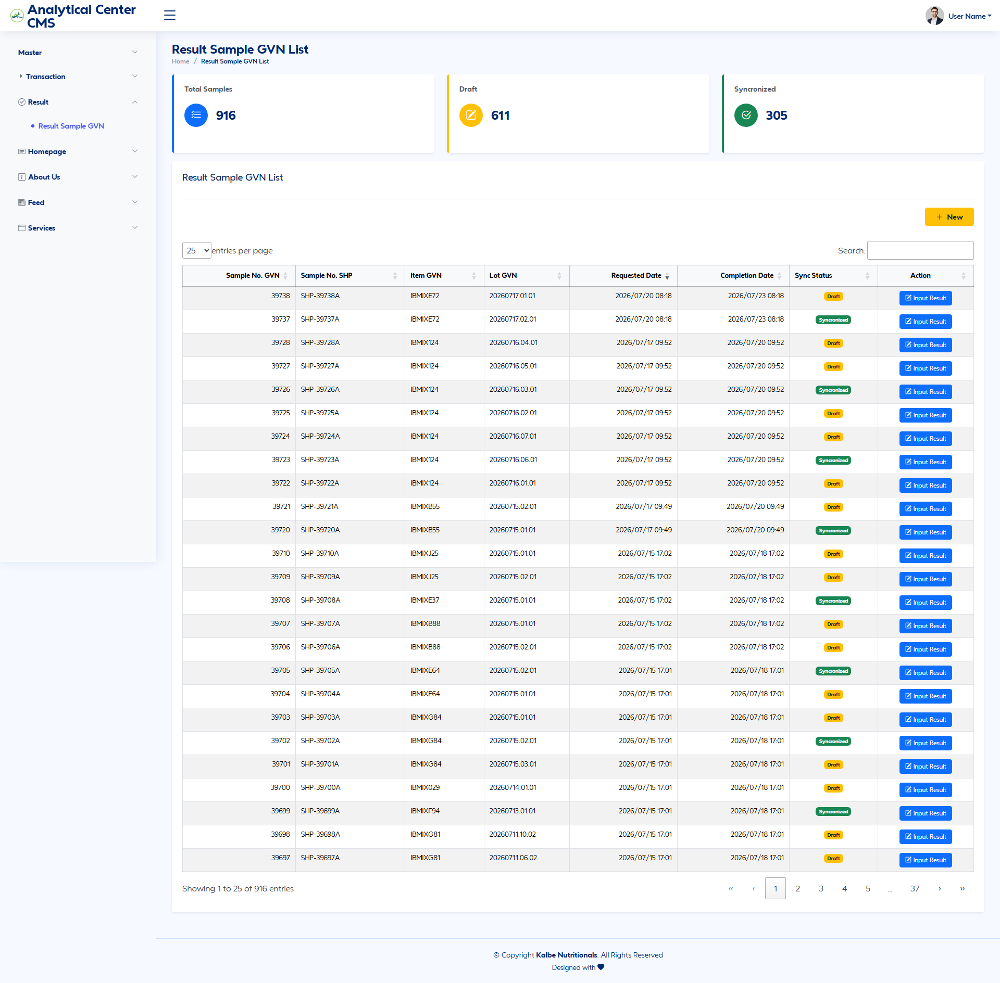 Analytical Center
CMS
User Name
Master
Transaction
Result
Result Sample GVN
Homepage
About Us
Feed
Services
Result Sample GVN List
Home / Result Sample GVN List
Total Samples
916
Draft
611
Syncronized
305
Result Sample GVN List
+ New
25 entries per page
Search:
Sample No. GVN Sample No. SHP Item GVN Lot GVN Requested Date Completion Date Sync Status Action
39738 SHP-39738A IBMIXE72 20260717.01.01 2026/07/20 08:18 2026/07/23 08:18 Draft Input Result
39737 SHP-39737A IBMIXE72 20260717.02.01 2026/07/20 08:18 2026/07/23 08:18 Syncronized Input Result
39728 SHP-39728A IBMIX124 20260716.04.01 2026/07/17 09:52 2026/07/20 09:52 Draft Input Result
39727 SHP-39727A IBMIX124 20260716.05.01 2026/07/17 09:52 2026/07/20 09:52 Draft Input Result
39726 SHP-39726A IBMIX124 20260716.03.01 2026/07/17 09:52 2026/07/20 09:52 Syncronized Input Result
39725 SHP-39725A IBMIX124 20260716.02.01 2026/07/17 09:52 2026/07/20 09:52 Draft Input Result
39724 SHP-39724A IBMIX124 20260716.07.01 2026/07/17 09:52 2026/07/20 09:52 Draft Input Result
39723 SHP-39723A IBMIX124 20260716.06.01 2026/07/17 09:52 2026/07/20 09:52 Syncronized Input Result
39722 SHP-39722A IBMIX124 20260716.01.01 2026/07/17 09:52 2026/07/20 09:52 Draft Input Result
39721 SHP-39721A IBMIXB55 20260715.02.01 2026/07/17 09:49 2026/07/20 09:49 Draft Input Result
39720 SHP-39720A IBMIXB55 20260715.01.01 2026/07/17 09:49 2026/07/20 09:49 Syncronized Input Result
39710 SHP-39710A IBMIXJ25 20260715.01.01 2026/07/15 17:02 2026/07/18 17:02 Draft Input Result
39709 SHP-39709A IBMIXJ25 20260715.02.01 2026/07/15 17:02 2026/07/18 17:02 Draft Input Result
39708 SHP-39708A IBMIXE37 20260715.01.01 2026/07/15 17:02 2026/07/18 17:02 Syncronized Input Result
39707 SHP-39707A IBMIXB88 20260715.01.01 2026/07/15 17:02 2026/07/18 17:02 Draft Input Result
39706 SHP-39706A IBMIXB88 20260715.02.01 2026/07/15 17:02 2026/07/18 17:02 Draft Input Result
39705 SHP-39705A IBMIXE64 20260715.02.01 2026/07/15 17:01 2026/07/18 17:01 Syncronized Input Result
39704 SHP-39704A IBMIXE64 20260715.01.01 2026/07/15 17:01 2026/07/18 17:01 Draft Input Result
39703 SHP-39703A IBMIXG84 20260715.01.01 2026/07/15 17:01 2026/07/18 17:01 Draft Input Result
39702 SHP-39702A IBMIXG84 20260715.02.01 2026/07/15 17:01 2026/07/18 17:01 Syncronized Input Result
39701 SHP-39701A IBMIXG84 20260715.03.01 2026/07/15 17:01 2026/07/18 17:01 Draft Input Result
39700 SHP-39700A IBMIX029 20260714.01.01 2026/07/15 17:01 2026/07/18 17:01 Draft Input Result
39699 SHP-39699A IBMIXF94 20260713.01.01 2026/07/15 17:01 2026/07/18 17:01 Syncronized Input Result
39698 SHP-39698A IBMIXG81 20260711.10.02 2026/07/15 17:01 2026/07/18 17:01 Draft Input Result
39697 SHP-39697A IBMIXG81 20260711.06.02 2026/07/15 17:01 2026/07/18 17:01 Draft Input Result
Showing 1 to 25 of 916 entries « ‹ 1 2 3 4 5 … 37 › »
© Copyright Kalbe Nutritionals. All Rights Reserved
Designed with